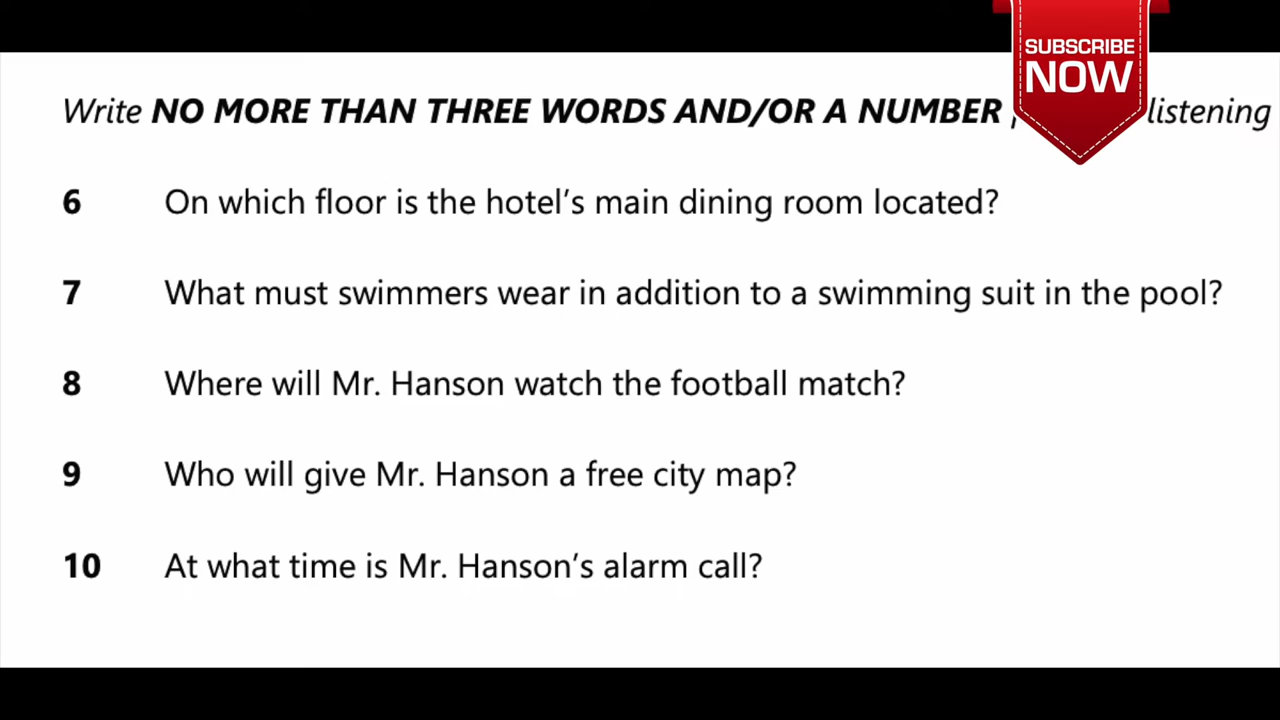 SUBSCRIBE
NOW
Write NO MORE THAN THREE WORDS AND/OR A NUMBER listening
6 On which floor is the hotel’s main dining room located?
7 What must swimmers wear in addition to a swimming suit in the pool?
8 Where will Mr. Hanson watch the football match?
9 Who will give Mr. Hanson a free city map?
10 At what time is Mr. Hanson’s alarm call?